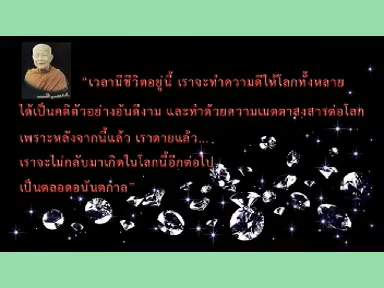 “เวลามีชีวิตอยู่นี้ เราจะทำความดีให้โลกทั้งหลาย
ได้เป็นคติตัวอย่างอันดีงาม และทำด้วยความเมตตาสงสารต่อโลก
เพราะหลังจากนี้แล้ว เราตายแล้ว...
เราจะไม่กลับมาเกิดในโลกนี้อีกต่อไป
เป็นตลอดอนันตกาล”